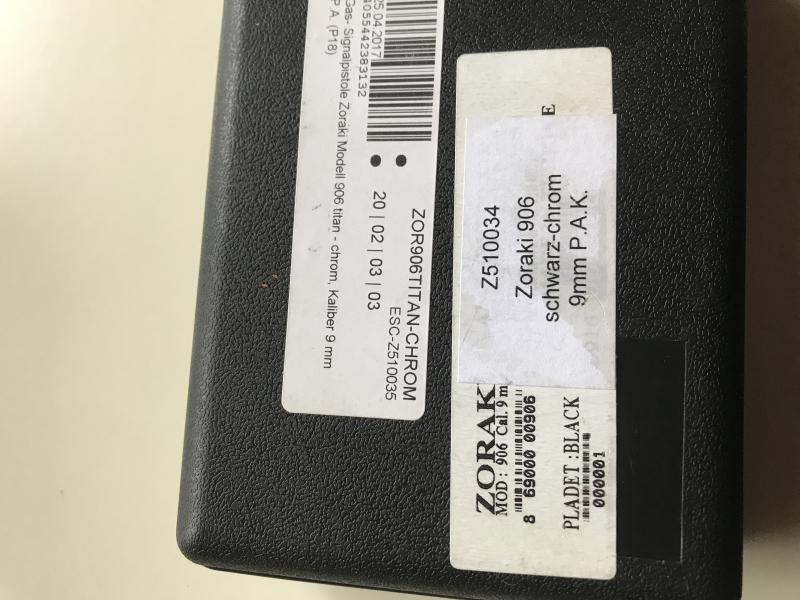 ZOR906TITAN-CHROM
ESC-Z510035
20 | 02 | 03 | 03
25.04.2017
4055442383132
Gas- Signalpistole Zoraki Modell 906 titan - chrom, Kaliber 9 mm
P.A. (P18)
E
Z510034
Zoraki 906
schwarz-chrom
9mm P.A.K.
ZORAK
MOD: 906 Cal. 9 m
8 69000 00906
PLADET :BLACK
000001